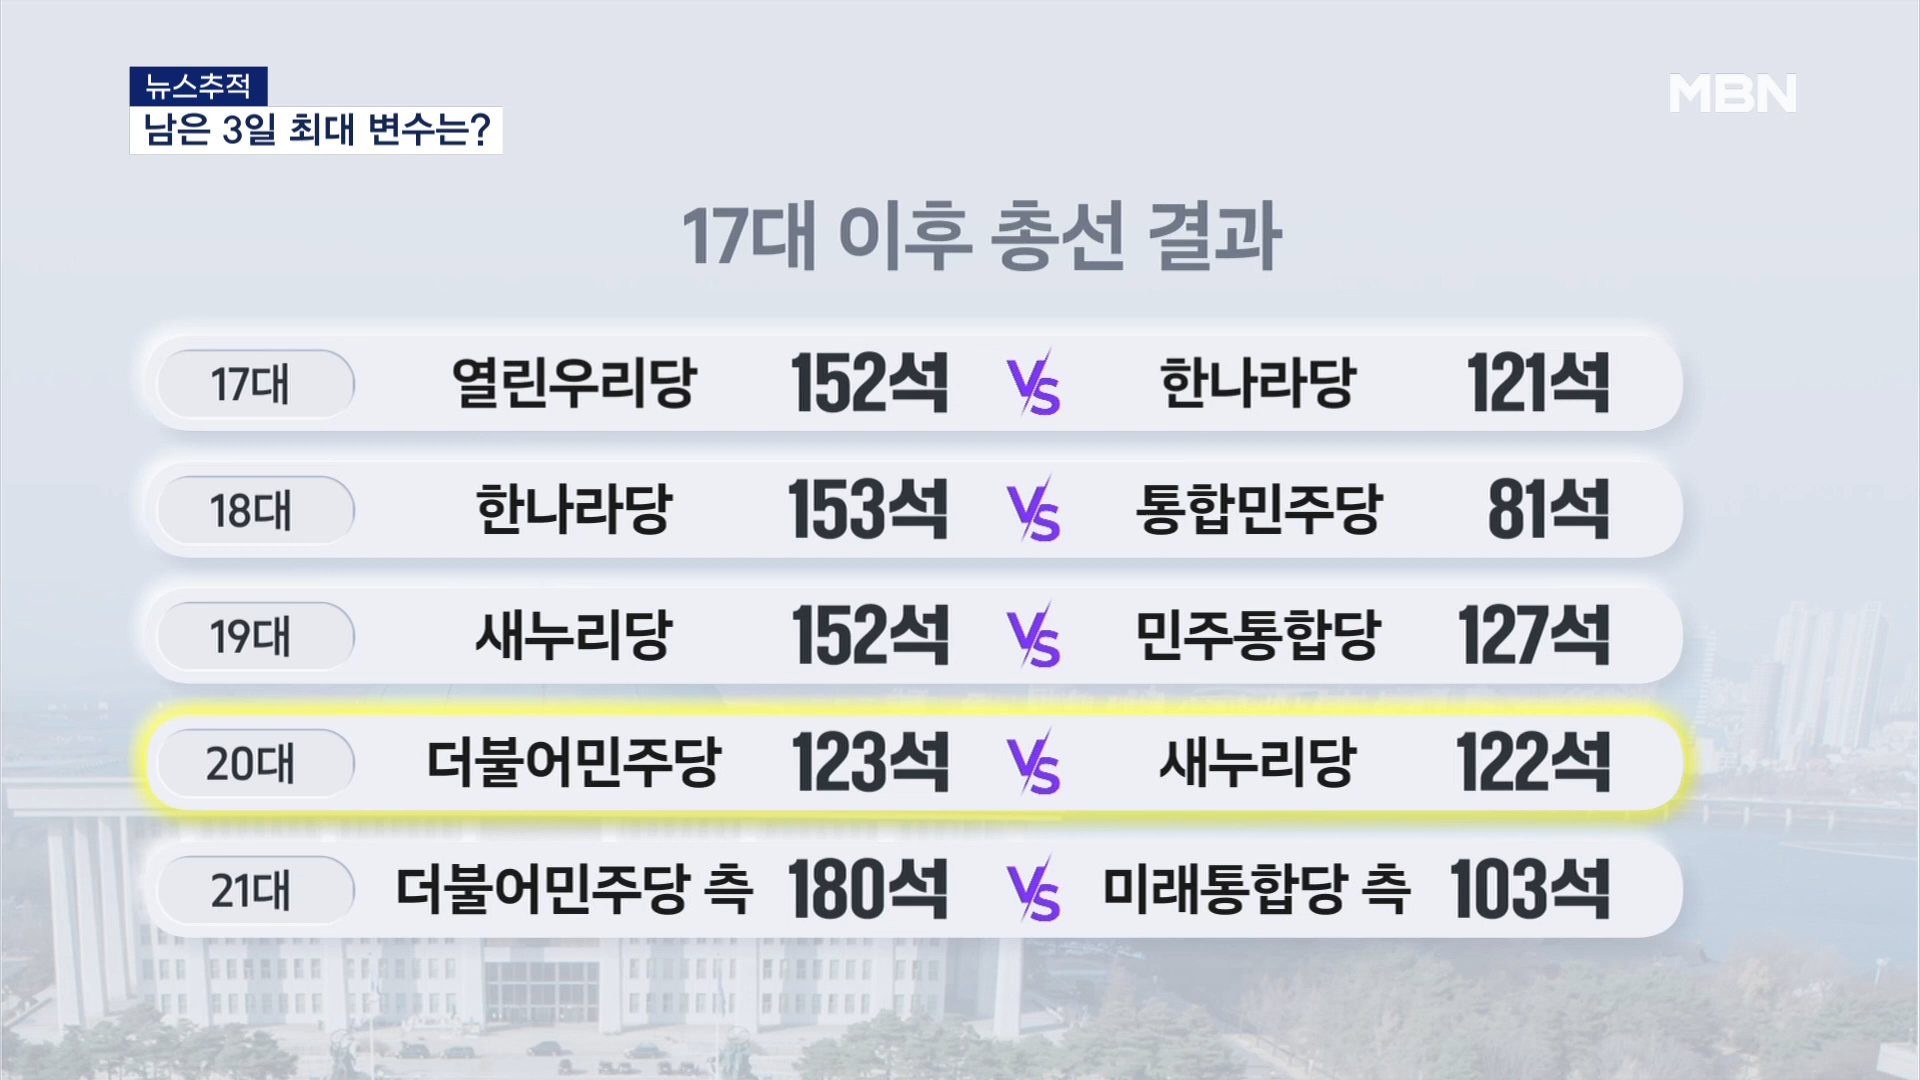 뉴스추적
남은 3일 최대 변수는?
MBN
17대 이후 총선 결과
17대 열린우리당 152석 VS 한나라당 121석
18대 한나라당 153석 VS 통합민주당 81석
19대 새누리당 152석 VS 민주통합당 127석
20대 더불어민주당 123석 VS 새누리당 122석
21대 더불어민주당 측 180석 VS 미래통합당 측 103석